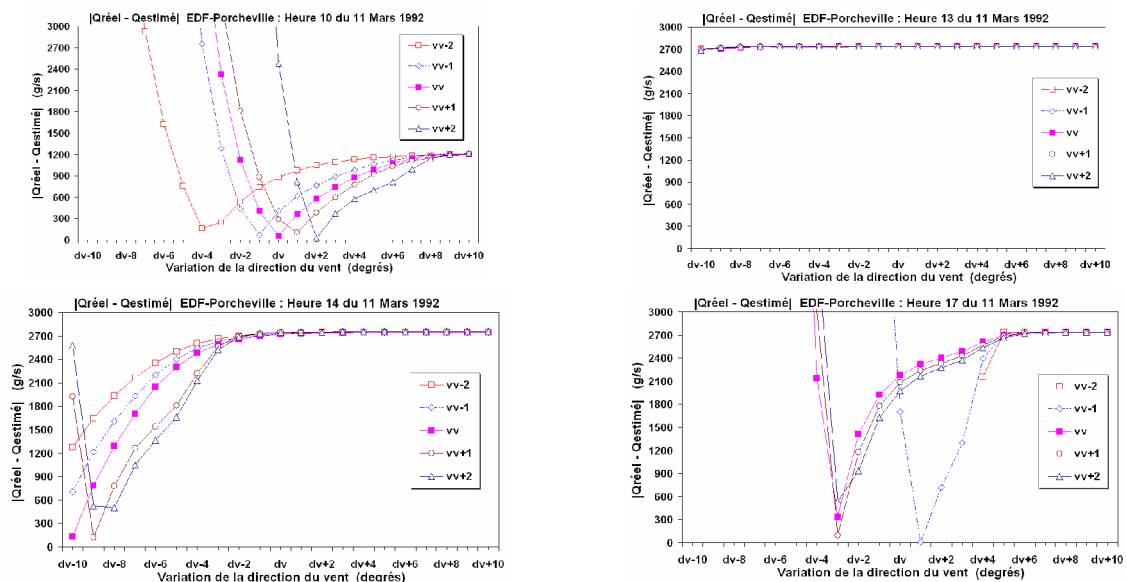 |Qréel - Qestimé| EDF-Porcheville : Heure 10 du 11 Mars 1992
|Qréel - Qestimé| (g/s)
3000
2700
2400
2100
1800
1500
1200
900
600
300
0
vv-2
vv-1
vv
vv+1
vv+2
dv-10 dv-8 dv-6 dv-4 dv-2 dv dv+2 dv+4 dv+6 dv+8 dv+10
Variation de la direction du vent (degrés)
|Qréel - Qestimé| EDF-Porcheville : Heure 13 du 11 Mars 1992
|Qréel - Qestimé| (g/s)
3000
2700
2400
2100
1800
1500
1200
900
600
300
0
vv-2
vv-1
vv
vv+1
vv+2
dv-10 dv-8 dv-6 dv-4 dv-2 dv dv+2 dv+4 dv+6 dv+8 dv+10
Variation de la direction du vent (degrés)
|Qréel - Qestimé| EDF-Porcheville : Heure 14 du 11 Mars 1992
|Qréel - Qestimé| (g/s)
3000
2700
2400
2100
1800
1500
1200
900
600
300
0
vv-2
vv-1
vv
vv+1
vv+2
dv-10 dv-8 dv-6 dv-4 dv-2 dv dv+2 dv+4 dv+6 dv+8 dv+10
Variation de la direction du vent (degrés)
|Qréel - Qestimé| EDF-Porcheville : Heure 17 du 11 Mars 1992
|Qréel - Qestimé| (g/s)
3000
2700
2400
2100
1800
1500
1200
900
600
300
0
vv-2
vv-1
vv
vv+1
vv+2
dv-10 dv-8 dv-6 dv-4 dv-2 dv dv+2 dv+4 dv+6 dv+8 dv+10
Variation de la direction du vent (degrés)